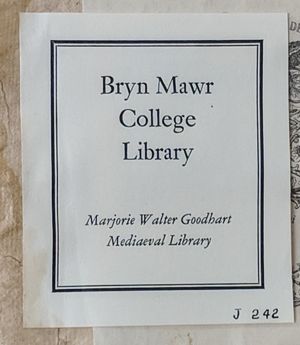 Bryn Mawr
College
Library
Marjorie Walter Goodhart
Mediaeval Library
J 242